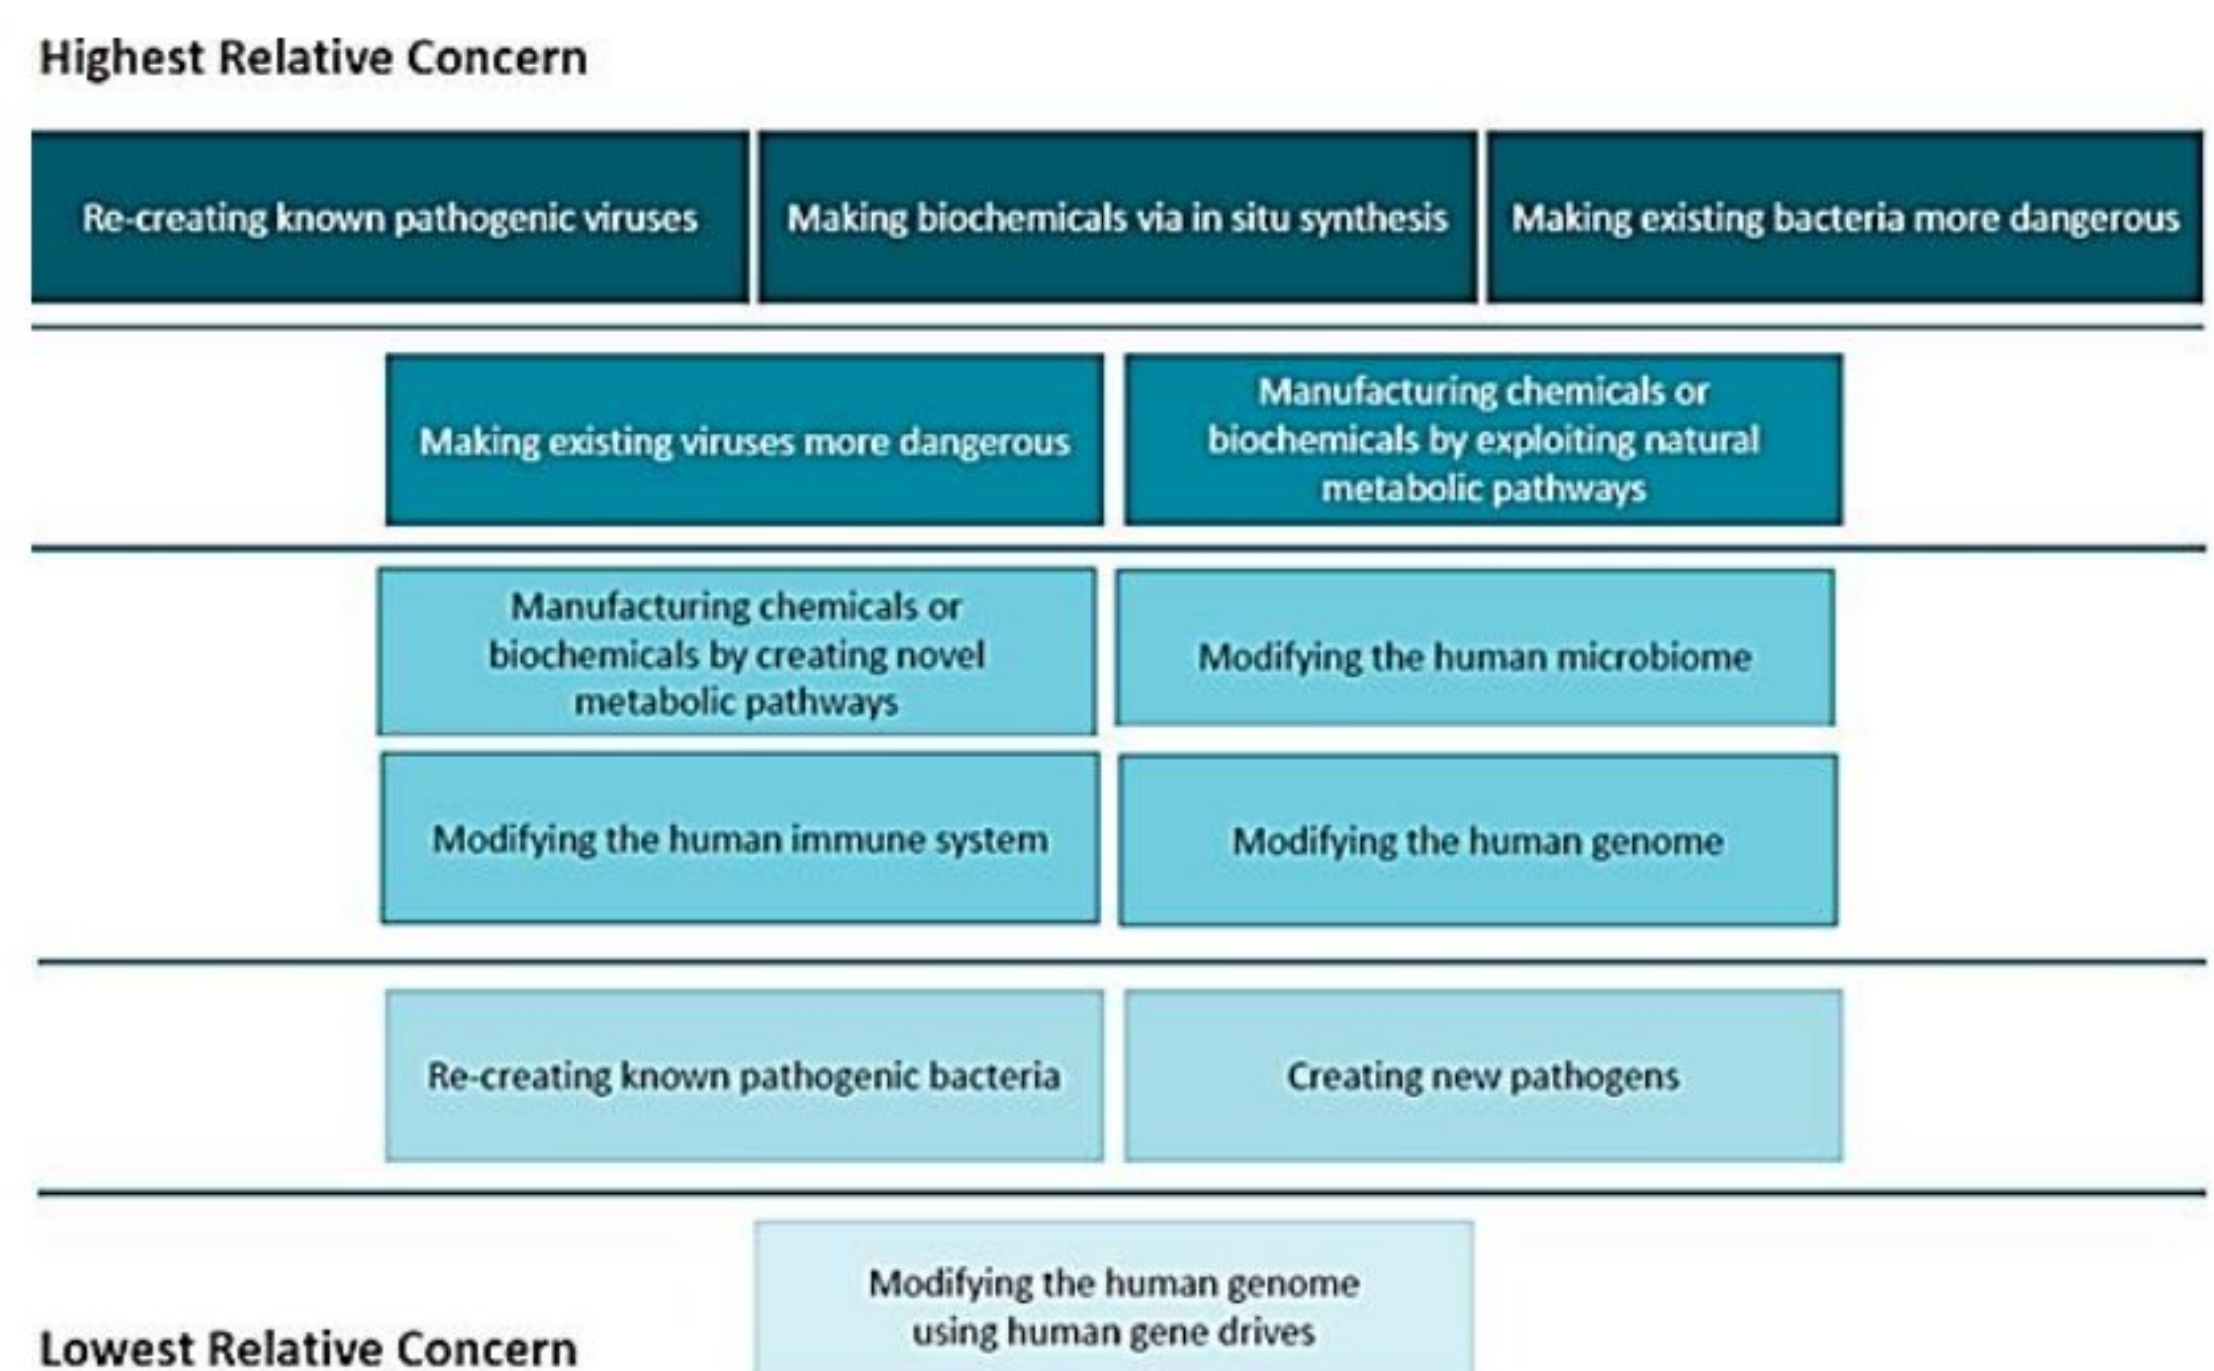 Highest Relative Concern
Re-creating known pathogenic viruses
Making biochemicals via in situ synthesis
Making existing bacteria more dangerous
Making existing viruses more dangerous
Manufacturing chemicals or
biochemicals by exploiting natural
metabolic pathways
Manufacturing chemicals or
biochemicals by creating novel
metabolic pathways
Modifying the human microbiome
Modifying the human immune system
Modifying the human genome
Re-creating known pathogenic bacteria
Creating new pathogens
Modifying the human genome
using human gene drives
Lowest Relative Concern